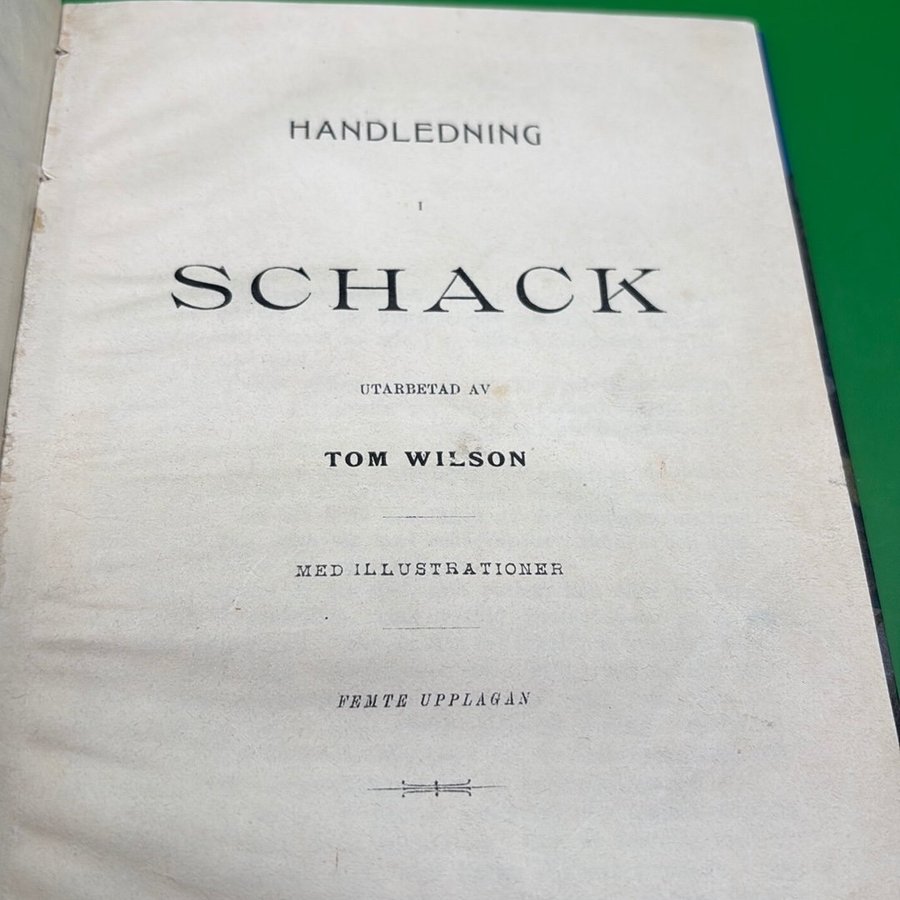 HANDLEDNING
I
SCHACK
UTARBETAD AV
TOM WILSON
MED ILLUSTRATIONER
FEMTE UPPLAGAN